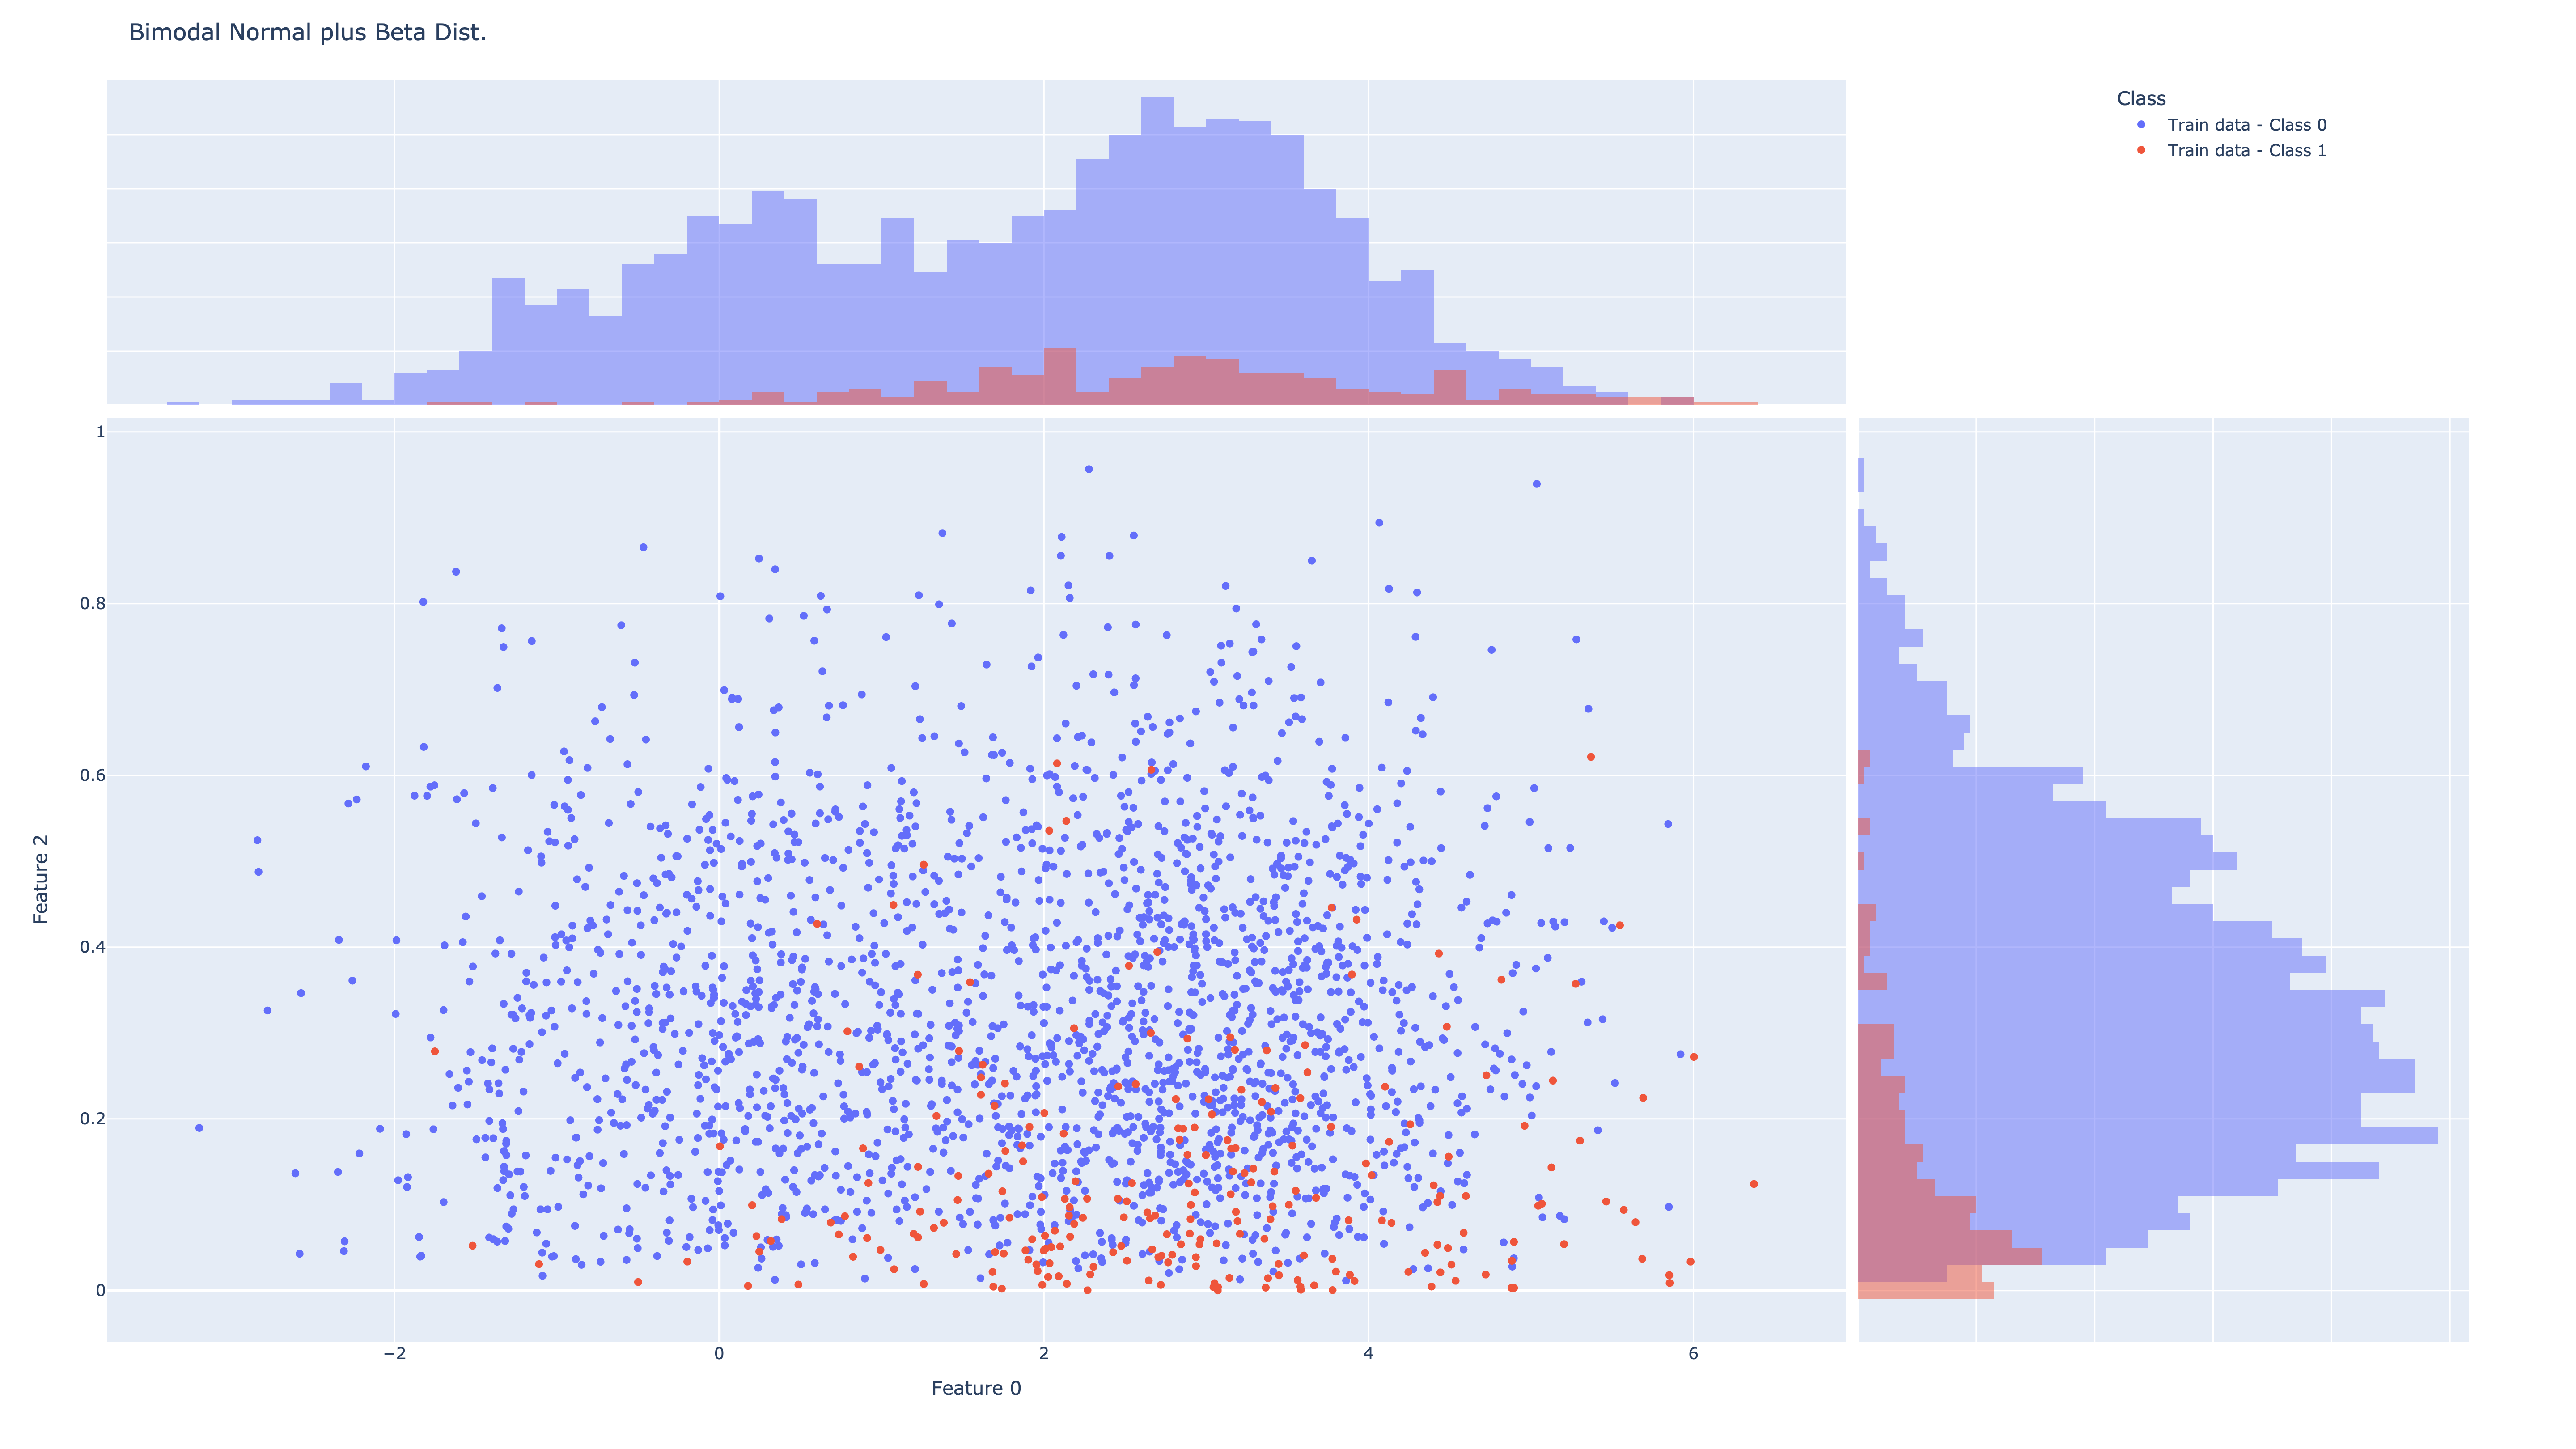 Bimodal Normal plus Beta Dist.
Class
Train data - Class 0
Train data - Class 1
1
0.8
0.6
0.4
0.2
0
Feature 2
−2
0
2
4
6
Feature 0